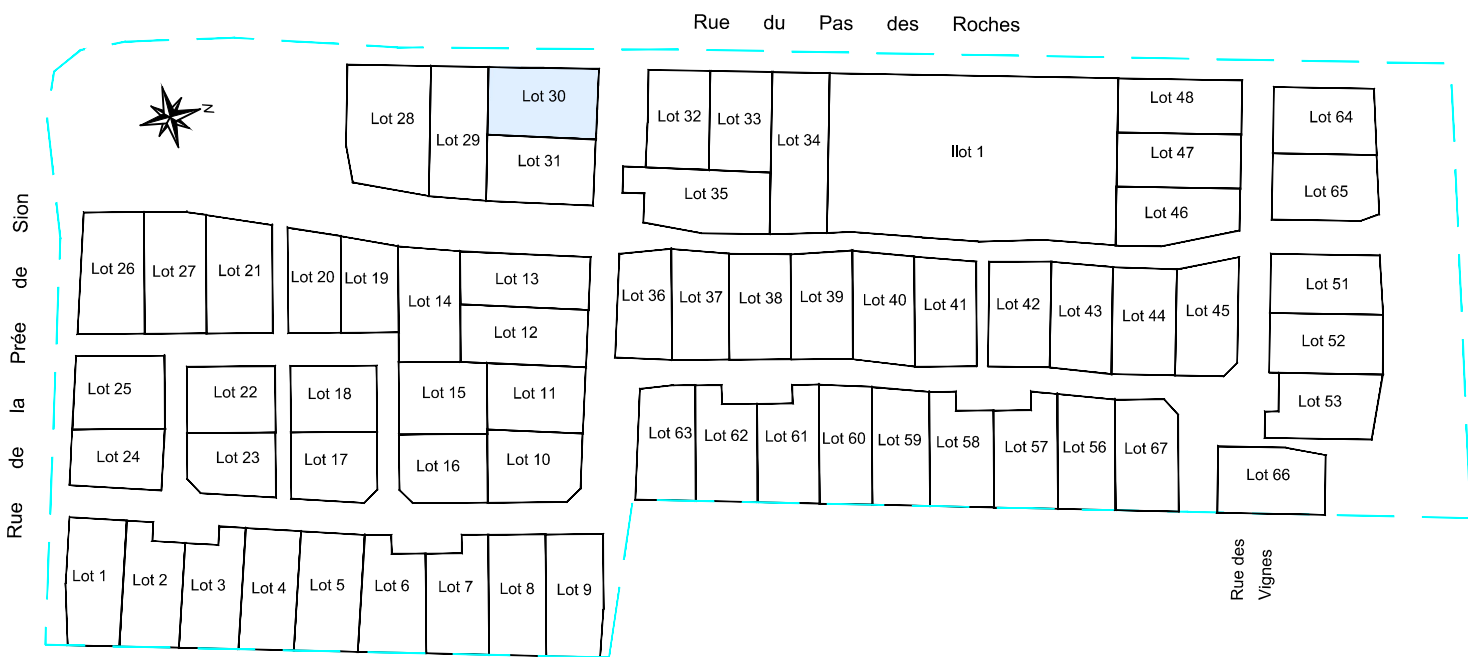 Rue du Pas des Roches
Lot 28
Lot 29
Lot 30
Lot 31
Lot 32
Lot 33
Lot 34
Lot 35
Ilot 1
Lot 48
Lot 47
Lot 46
Lot 64
Lot 65
N
Rue de la Prée de Sion
Lot 26
Lot 27
Lot 21
Lot 20
Lot 19
Lot 14
Lot 13
Lot 12
Lot 36
Lot 37
Lot 38
Lot 39
Lot 40
Lot 41
Lot 42
Lot 43
Lot 44
Lot 45
Lot 51
Lot 52
Lot 53
Lot 25
Lot 24
Lot 22
Lot 23
Lot 18
Lot 17
Lot 15
Lot 16
Lot 11
Lot 10
Lot 63
Lot 62
Lot 61
Lot 60
Lot 59
Lot 58
Lot 57
Lot 56
Lot 67
Lot 66
Lot 1
Lot 2
Lot 3
Lot 4
Lot 5
Lot 6
Lot 7
Lot 8
Lot 9
Rue des
Vignes